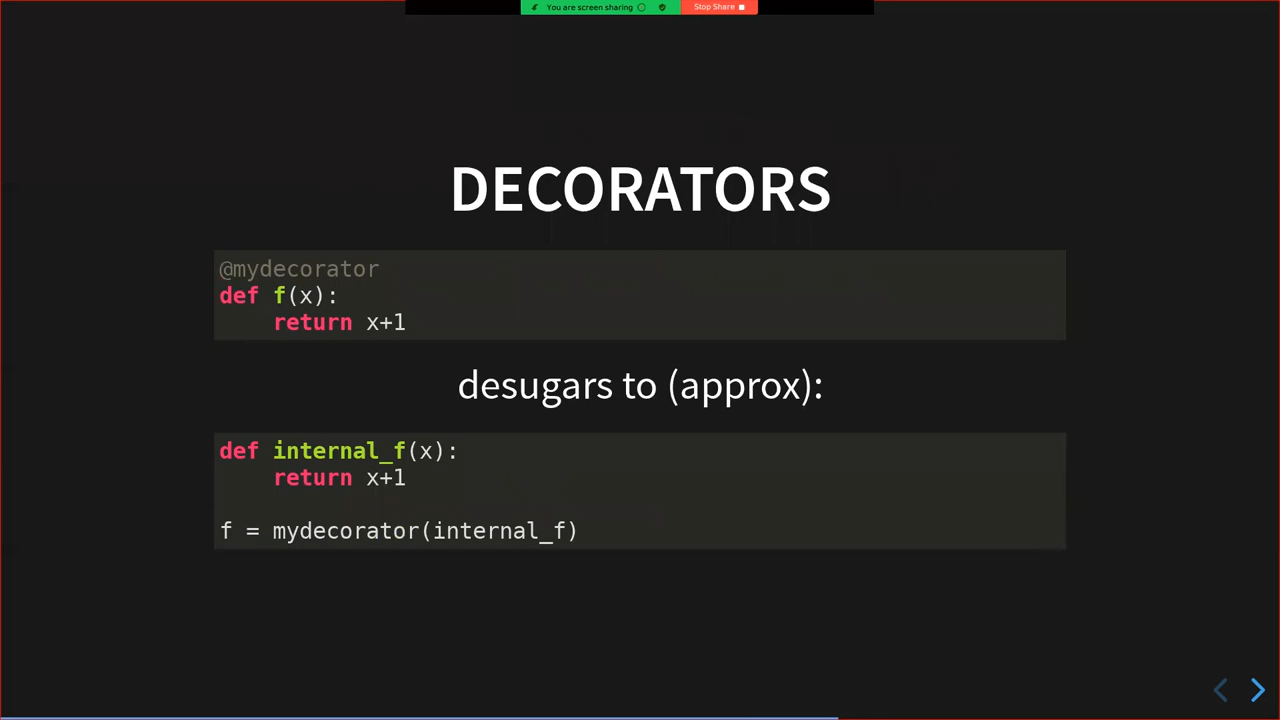 You are screen sharing
Stop Share
DECORATORS
@mydecorator
def f(x):
    return x+1
desugars to (approx):
def internal_f(x):
    return x+1
f = mydecorator(internal_f)